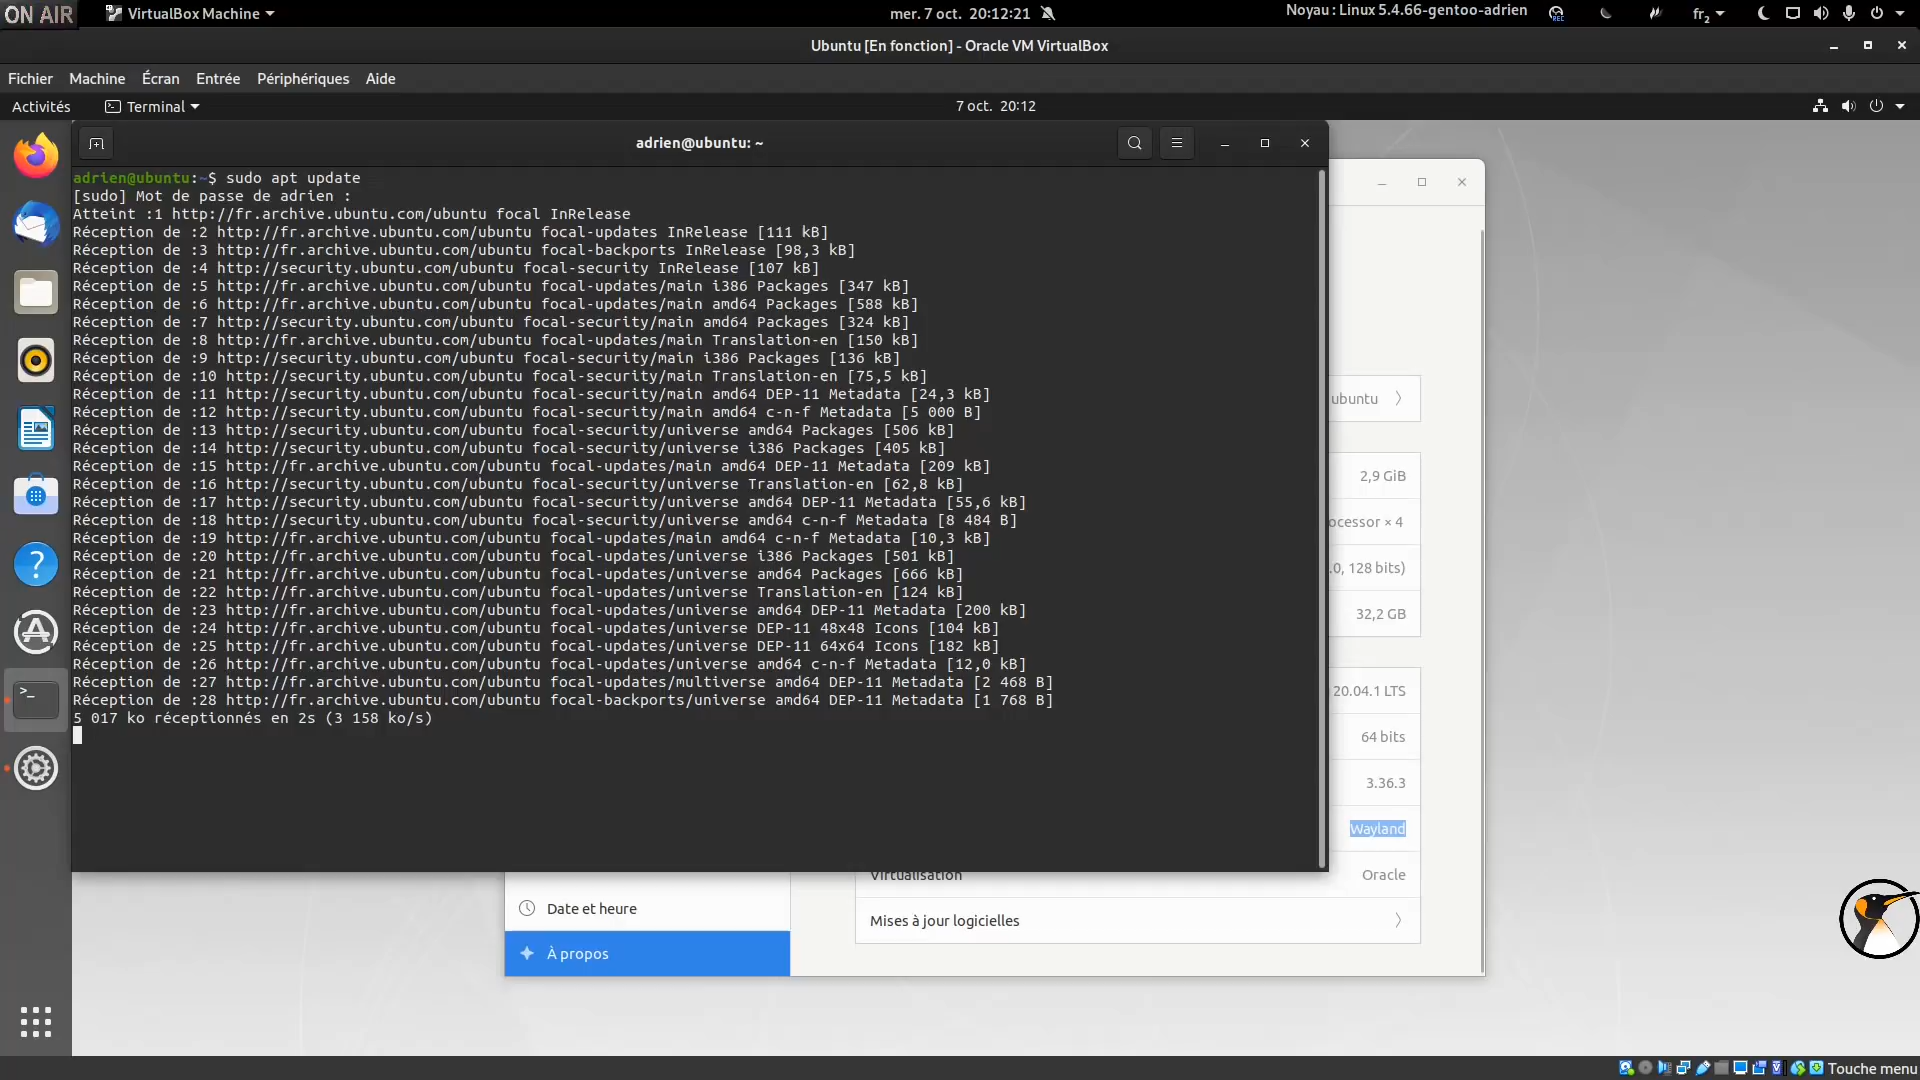 ON AIR
VirtualBox Machine
mer. 7 oct. 20:12:21
Noyau : Linux 5.4.66-gentoo-adrien
REC
fr₂
Ubuntu [En fonction] - Oracle VM VirtualBox
Fichier Machine Écran Entrée Périphériques Aide
Activités
Terminal
7 oct. 20:12
adrien@ubuntu: ~
adrien@ubuntu:~$ sudo apt update
[sudo] Mot de passe de adrien :
Atteint :1 http://fr.archive.ubuntu.com/ubuntu focal InRelease
Réception de :2 http://fr.archive.ubuntu.com/ubuntu focal-updates InRelease [111 kB]
Réception de :3 http://fr.archive.ubuntu.com/ubuntu focal-backports InRelease [98,3 kB]
Réception de :4 http://security.ubuntu.com/ubuntu focal-security InRelease [107 kB]
Réception de :5 http://fr.archive.ubuntu.com/ubuntu focal-updates/main i386 Packages [347 kB]
Réception de :6 http://fr.archive.ubuntu.com/ubuntu focal-updates/main amd64 Packages [588 kB]
Réception de :7 http://security.ubuntu.com/ubuntu focal-security/main amd64 Packages [324 kB]
Réception de :8 http://fr.archive.ubuntu.com/ubuntu focal-updates/main Translation-en [150 kB]
Réception de :9 http://security.ubuntu.com/ubuntu focal-security/main i386 Packages [136 kB]
Réception de :10 http://security.ubuntu.com/ubuntu focal-security/main Translation-en [75,5 kB]
Réception de :11 http://security.ubuntu.com/ubuntu focal-security/main amd64 DEP-11 Metadata [24,3 kB]
Réception de :12 http://security.ubuntu.com/ubuntu focal-security/main amd64 c-n-f Metadata [5 000 B]
Réception de :13 http://security.ubuntu.com/ubuntu focal-security/universe amd64 Packages [506 kB]
Réception de :14 http://security.ubuntu.com/ubuntu focal-security/universe i386 Packages [405 kB]
Réception de :15 http://fr.archive.ubuntu.com/ubuntu focal-updates/main amd64 DEP-11 Metadata [209 kB]
Réception de :16 http://security.ubuntu.com/ubuntu focal-security/universe Translation-en [62,8 kB]
Réception de :17 http://security.ubuntu.com/ubuntu focal-security/universe amd64 DEP-11 Metadata [55,6 kB]
Réception de :18 http://security.ubuntu.com/ubuntu focal-security/universe amd64 c-n-f Metadata [8 484 B]
Réception de :19 http://fr.archive.ubuntu.com/ubuntu focal-updates/main amd64 c-n-f Metadata [10,3 kB]
Réception de :20 http://fr.archive.ubuntu.com/ubuntu focal-updates/universe i386 Packages [501 kB]
Réception de :21 http://fr.archive.ubuntu.com/ubuntu focal-updates/universe amd64 Packages [666 kB]
Réception de :22 http://fr.archive.ubuntu.com/ubuntu focal-updates/universe Translation-en [124 kB]
Réception de :23 http://fr.archive.ubuntu.com/ubuntu focal-updates/universe amd64 DEP-11 Metadata [200 kB]
Réception de :24 http://fr.archive.ubuntu.com/ubuntu focal-updates/universe DEP-11 48x48 Icons [104 kB]
Réception de :25 http://fr.archive.ubuntu.com/ubuntu focal-updates/universe DEP-11 64x64 Icons [182 kB]
Réception de :26 http://fr.archive.ubuntu.com/ubuntu focal-updates/universe amd64 c-n-f Metadata [12,0 kB]
Réception de :27 http://fr.archive.ubuntu.com/ubuntu focal-updates/multiverse amd64 DEP-11 Metadata [2 468 B]
Réception de :28 http://fr.archive.ubuntu.com/ubuntu focal-backports/universe amd64 DEP-11 Metadata [1 768 B]
5 017 ko réceptionnés en 2s (3 158 ko/s)
ubuntu
2,9 GiB
ocessor × 4
.0, 128 bits)
32,2 GB
20.04.1 LTS
64 bits
3.36.3
Wayland
Virtualisation Oracle
Mises à jour logicielles
Date et heure
À propos
Touche menu